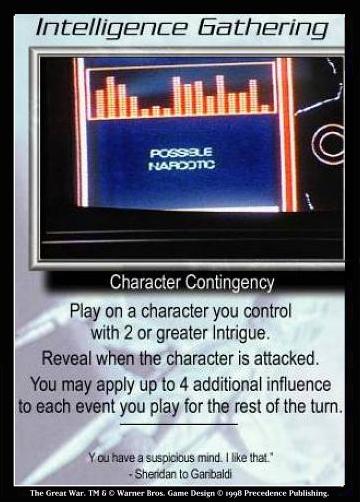 Intelligence Gathering
POSSIBLE
NARCOTIC
Character Contingency
Play on a character you control
with 2 or greater Intrigue.
Reveal when the character is attacked.
You may apply up to 4 additional influence
to each event you play for the rest of the turn.
You have a suspicious mind. I like that."
- Sheridan to Garibaldi
The Great War. TM & © Warner Bros. Game Design © 1998 Precedence Publishing.